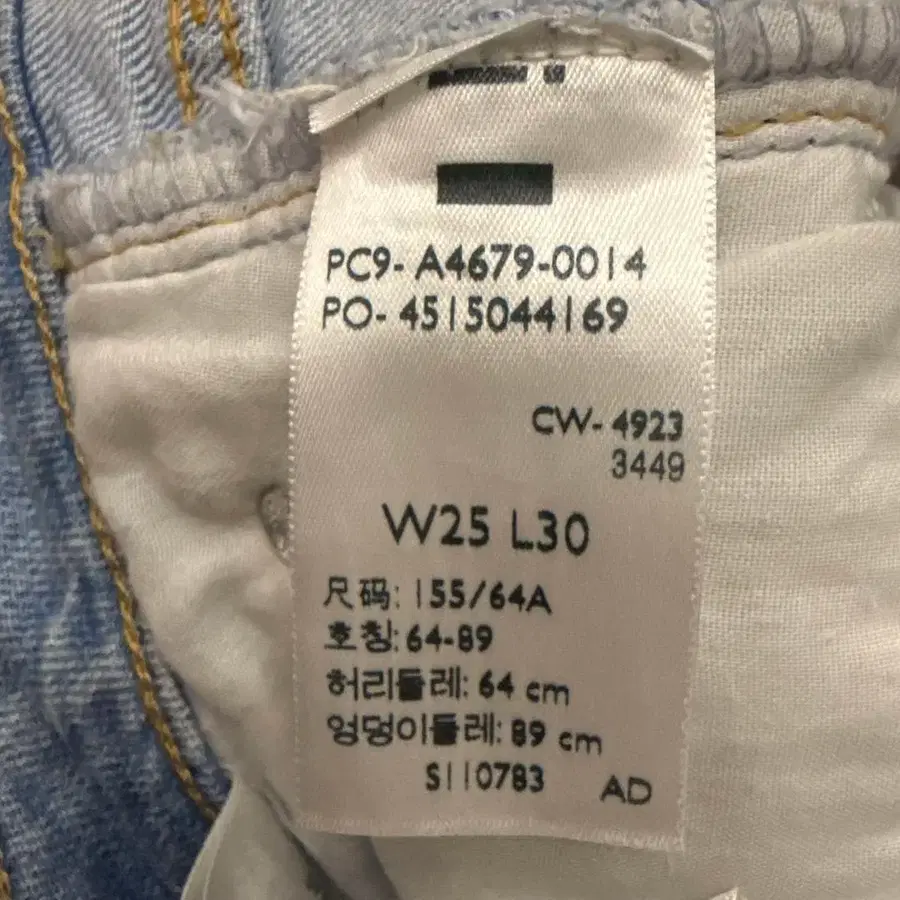 PC9- A4679-0014
PO- 4515044169
CW- 4923
3449
W25 L30
尺码: 155/64A
호칭: 64-89
허리둘레: 64 cm
엉덩이둘레: 89 cm
S110783 AD